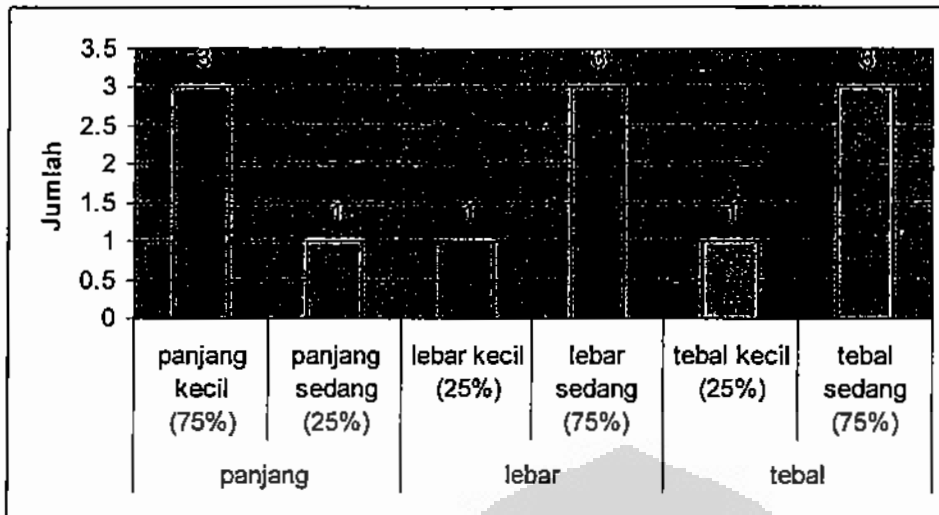 3.5
3
2.5
2
1.5
1
0.5
0
Jumlah
3
1
1
3
1
3
panjang kecil (75%)
panjang sedang (25%)
lebar kecil (25%)
lebar sedang (75%)
tebal kecil (25%)
tebal sedang (75%)
panjang
lebar
tebal